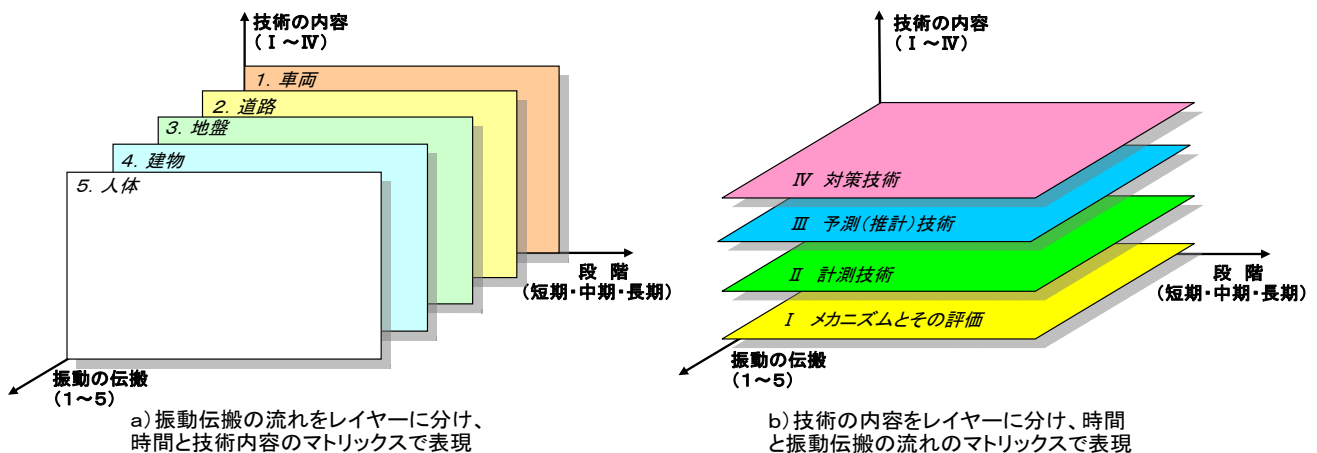 技術の内容
（Ⅰ～Ⅳ）
1. 車両
2. 道路
3. 地盤
4. 建物
5. 人体
段 階
（短期・中期・長期）
振動の伝搬
（1～5）
a）振動伝搬の流れをレイヤーに分け、
時間と技術内容のマトリックスで表現
技術の内容
（Ⅰ～Ⅳ）
Ⅳ 対策技術
Ⅲ 予測（推計）技術
Ⅱ 計測技術
Ⅰ メカニズムとその評価
段 階
（短期・中期・長期）
振動の伝搬
（1～5）
b）技術の内容をレイヤーに分け、時間
と振動伝搬の流れのマトリックスで表現